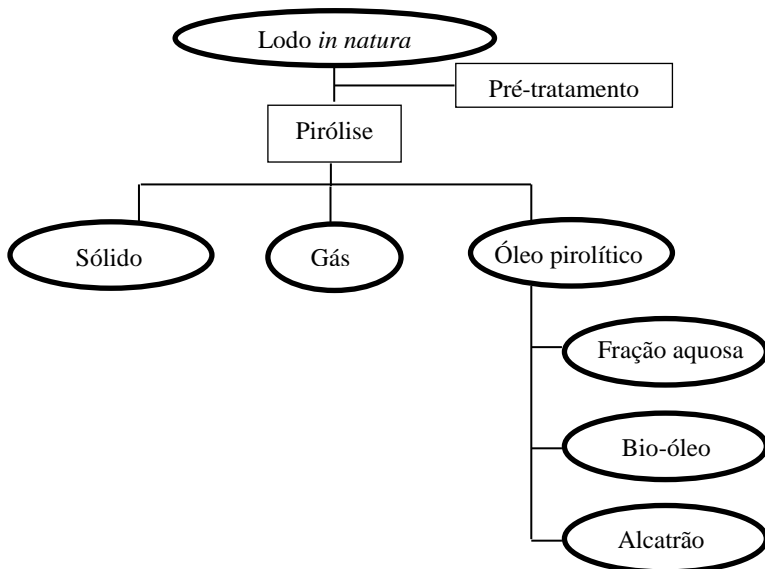 Lodo in natura
Pré-tratamento
Pirólise
Sólido
Gás
Óleo pirolítico
Fração aquosa
Bio-óleo
Alcatrão